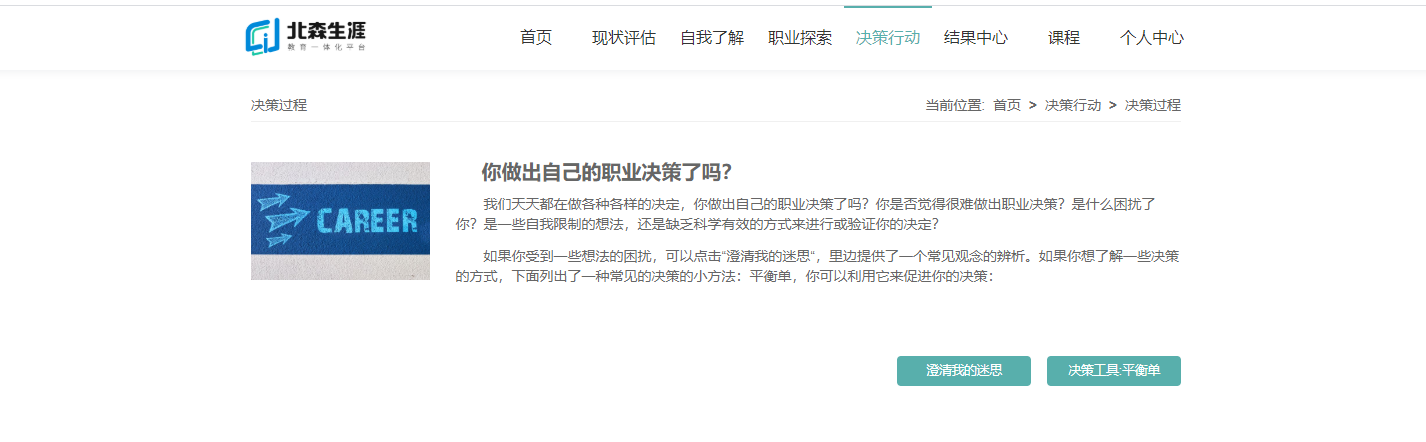 北森生涯
教育一体化平台
首页 现状评估 自我了解 职业探索 决策行动 结果中心 课程 个人中心
决策过程
当前位置: 首页 > 决策行动 > 决策过程
CAREER
你做出自己的职业决策了吗？
我们天天都在做各种各样的决定，你做出自己的职业决策了吗？你是否觉得很难做出职业决策？是什么困扰了
你？是一些自我限制的想法，还是缺乏科学有效的方式来进行或验证你的决定？
如果你受到一些想法的困扰，可以点击“澄清我的迷思”，里边提供了一个常见观念的辨析。如果你想了解一些决策
的方式，下面列出了一种常见的决策的小方法：平衡单，你可以利用它来促进你的决策：
澄清我的迷思
决策工具:平衡单